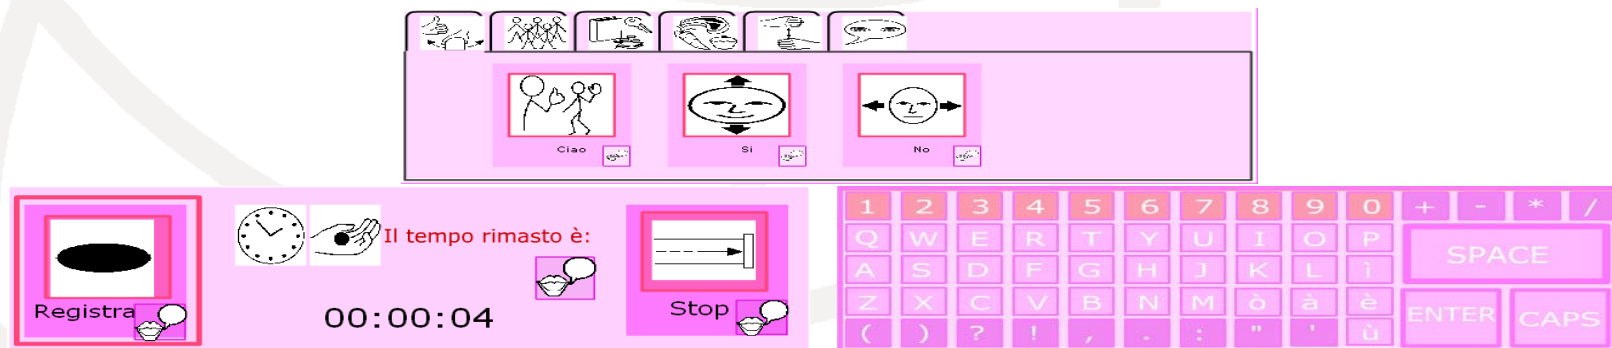 Ciao
Si
No
Registra
Il tempo rimasto è:
00:00:04
Stop
1 2 3 4 5 6 7 8 9 0 + - * /
Q W E R T Y U I O P
SPACE
A S D F G H J K L ì
Z X C V B N M ò à è
ENTER CAPS
( ) ? ! , . : " ' ù